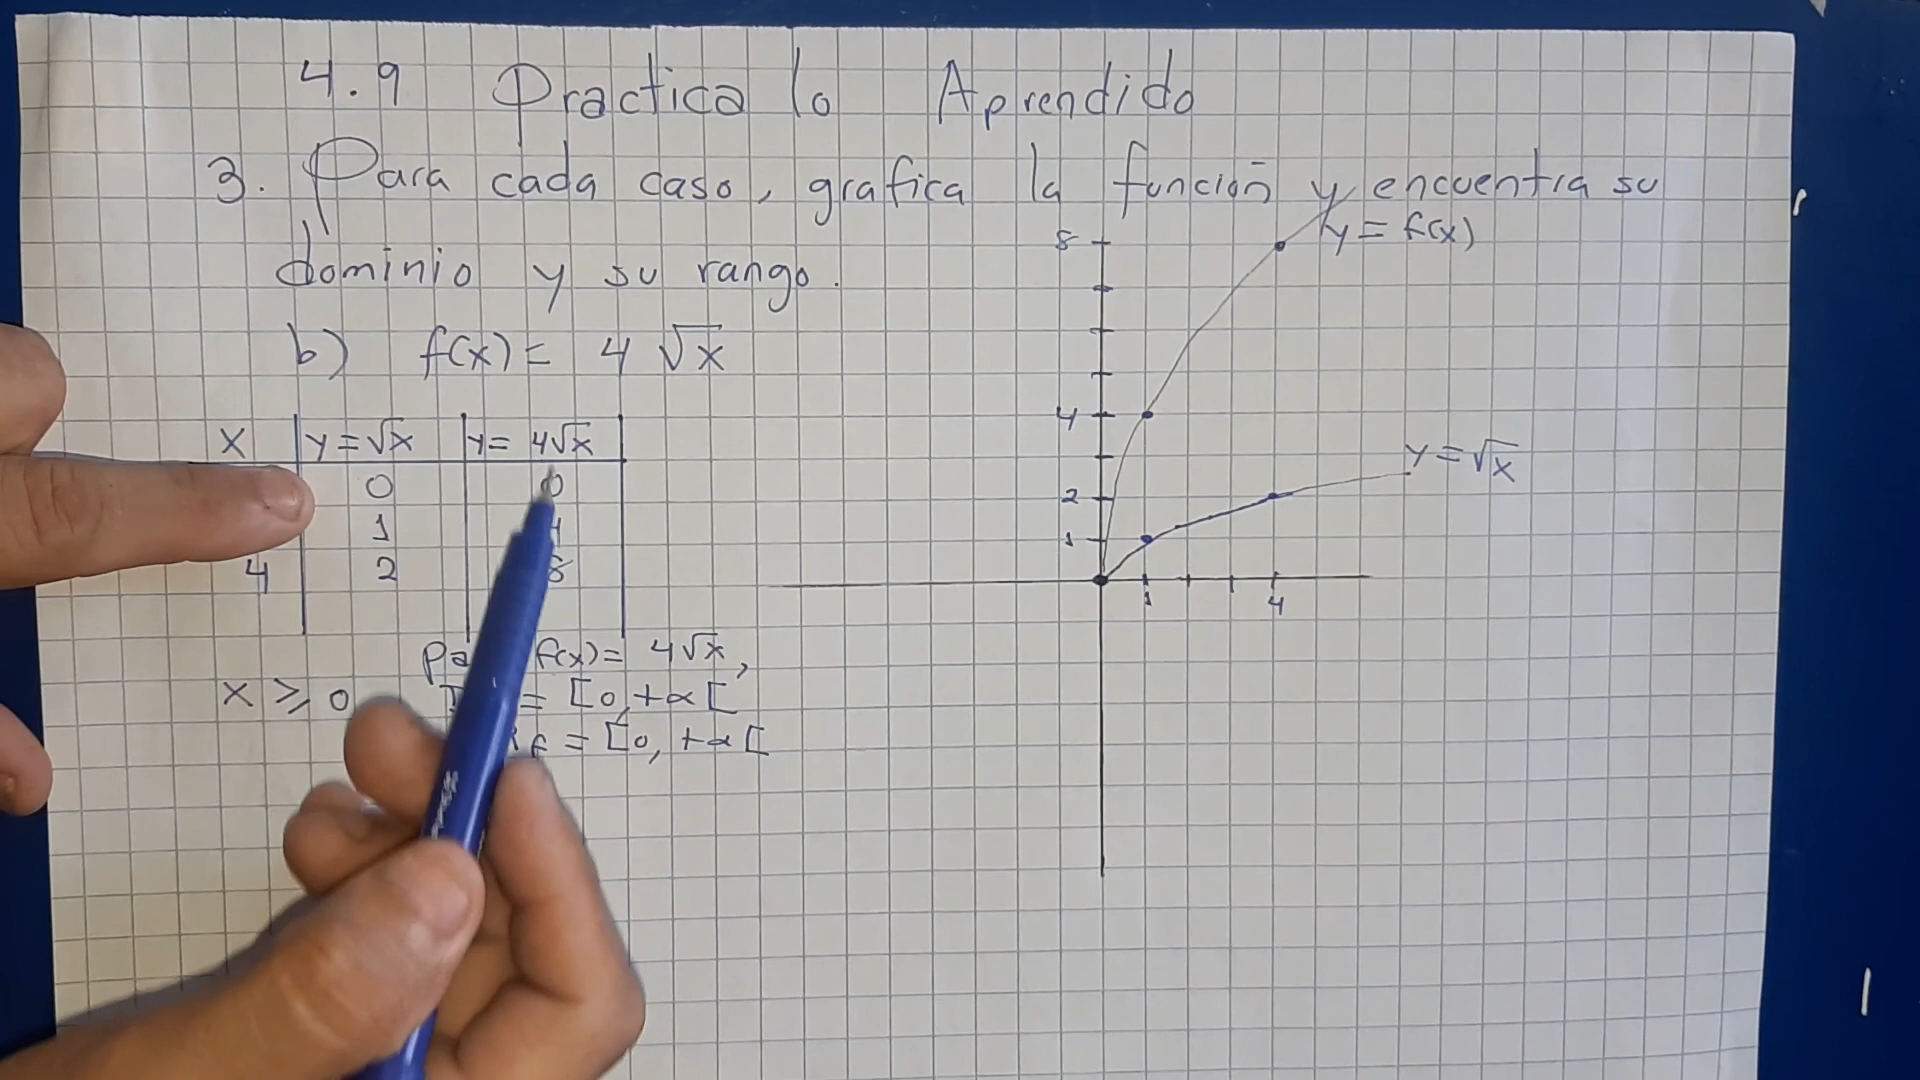 4.9 Practica lo Aprendido
3. Para cada caso, grafica la función y encuentra su
dominio y su rango.
b) f(x) = 4 √x
x | y = √x | y = 4√x
0 0
1
4 2 8
f(x) = 4√x,
x ⩾ 0 = [0, +α[
Rf = [0, +α[
8
y = f(x)
4
y = √x
2
1
1 4